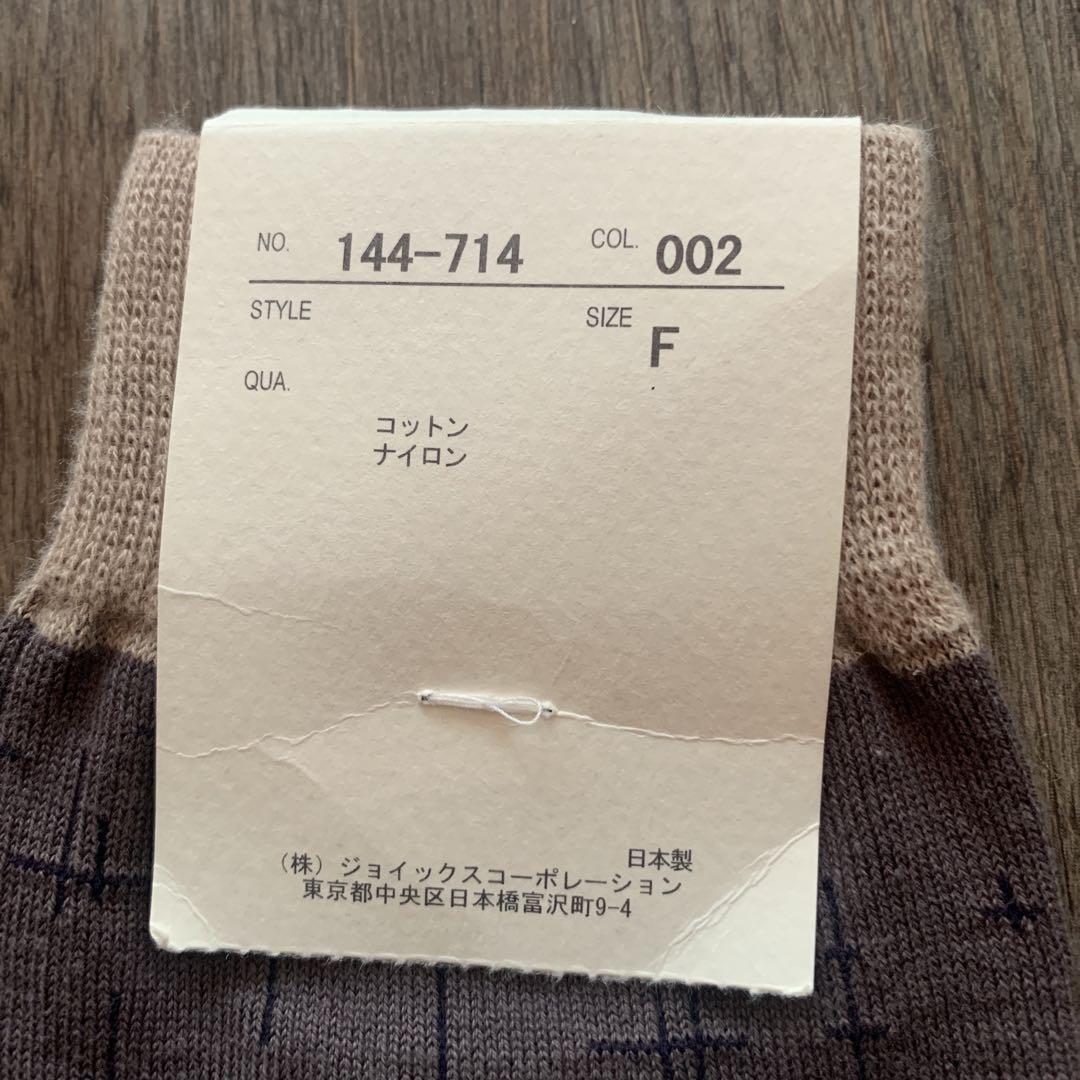 NO. 144-714 COL. 002
STYLE SIZE F
QUA.
コットン
ナイロン
日本製
(株)ジョイックスコーポレーション
東京都中央区日本橋富沢町9-4